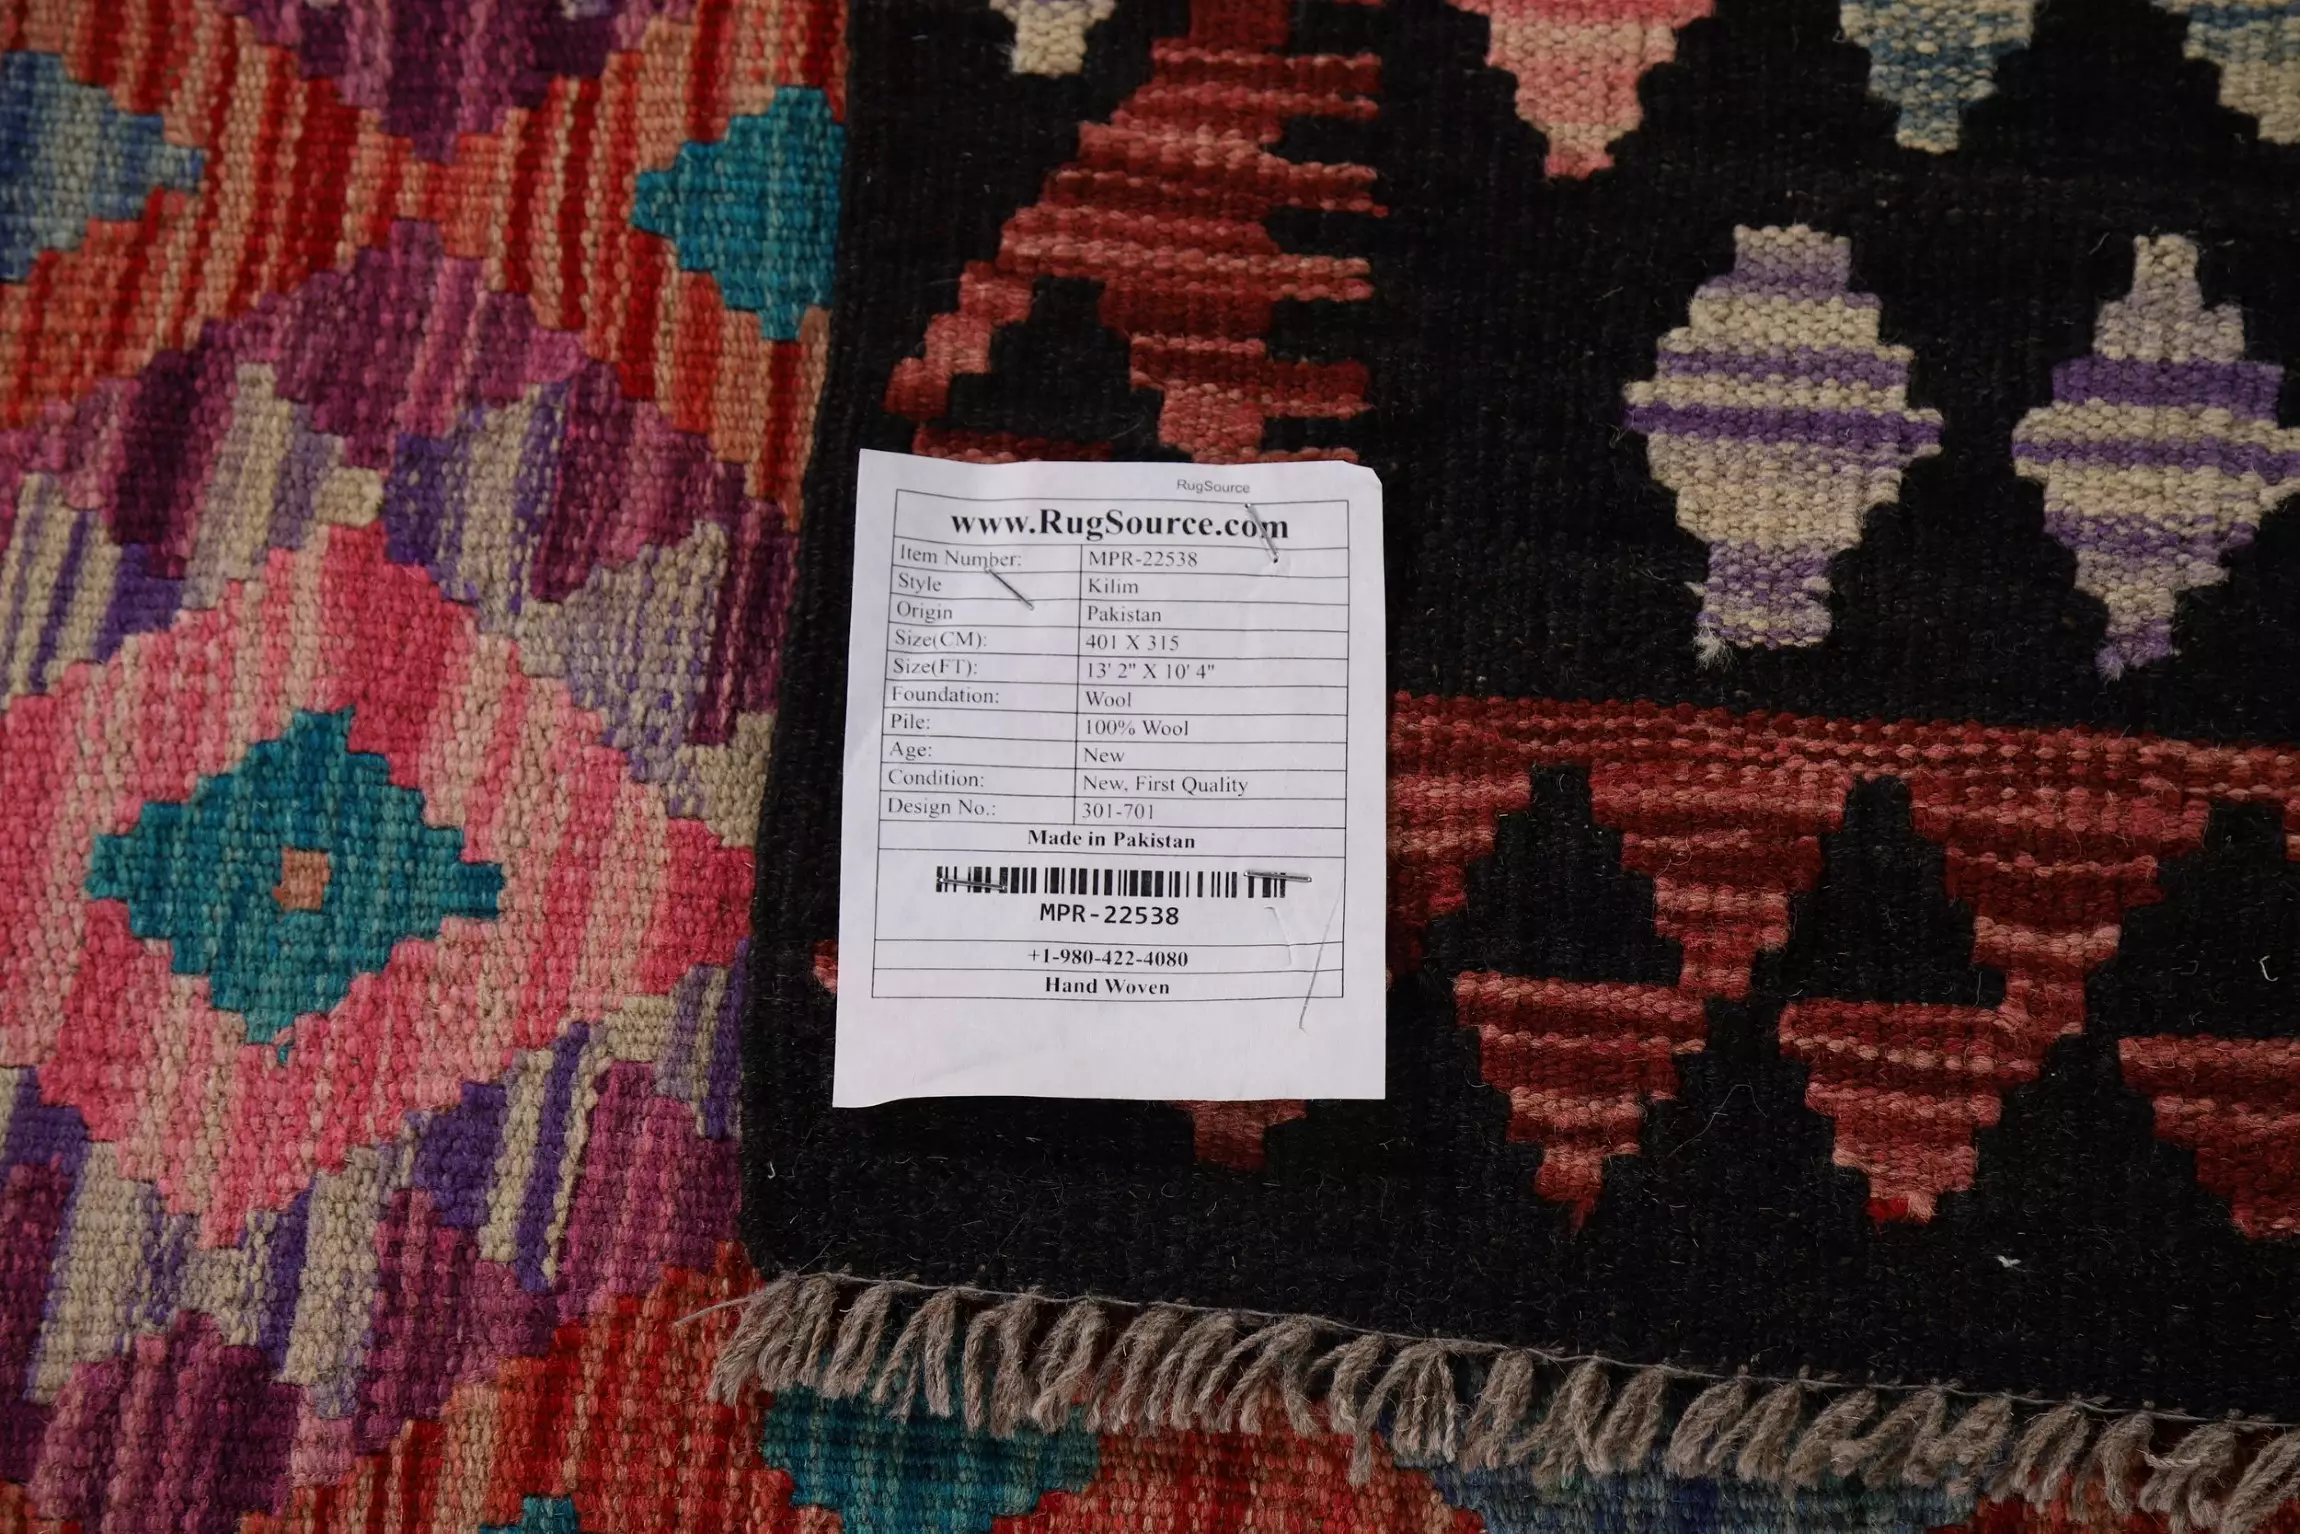 RugSource
www.RugSource.com
Item Number: MPR-22538
Style Kilim
Origin Pakistan
Size(CM): 401 X 315
Size(FT): 13' 2" X 10' 4"
Foundation: Wool
Pile: 100% Wool
Age: New
Condition: New, First Quality
Design No.: 301-701
Made in Pakistan
MPR-22538
+1-980-422-4080
Hand Woven